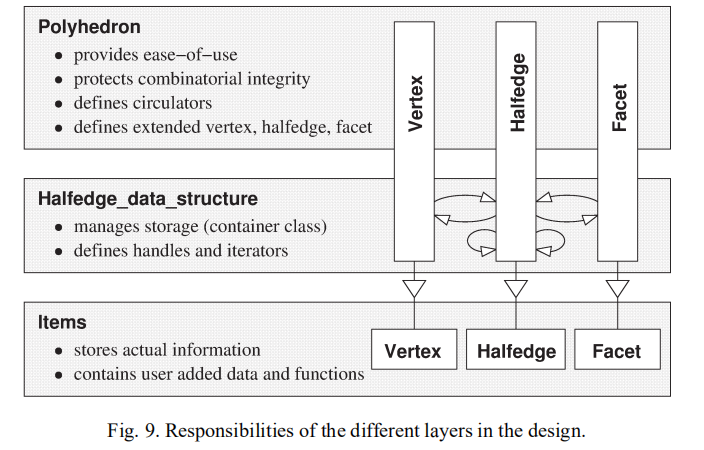 Polyhedron
• provides ease−of−use
• protects combinatorial integrity
• defines circulators
• defines extended vertex, halfedge, facet
Vertex
Halfedge
Facet
Halfedge_data_structure
• manages storage (container class)
• defines handles and iterators
Items
• stores actual information
• contains user added data and functions
Vertex
Halfedge
Facet
Fig. 9. Responsibilities of the different layers in the design.